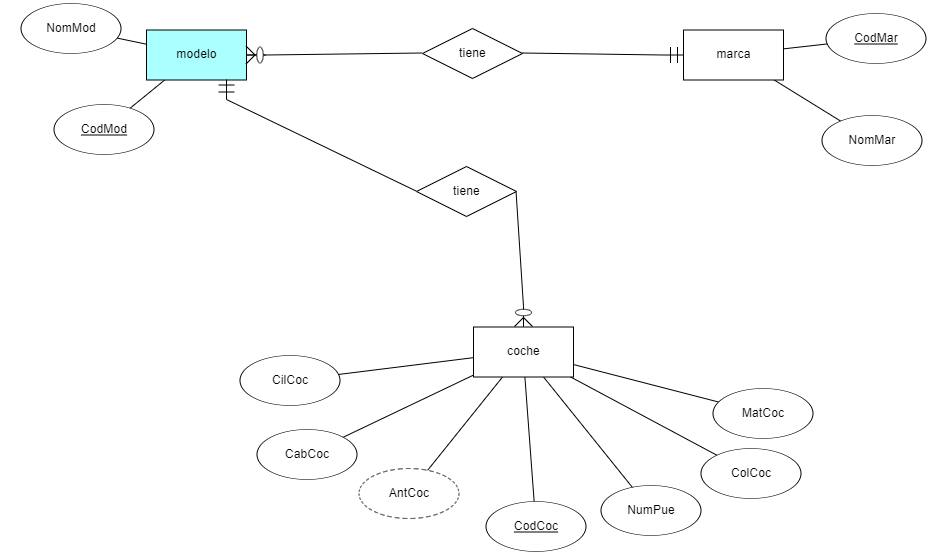 NomMod
modelo
tiene
marca
CodMar
CodMod
NomMar
tiene
coche
CilCoc
MatCoc
CabCoc
ColCoc
AntCoc
NumPue
CodCoc